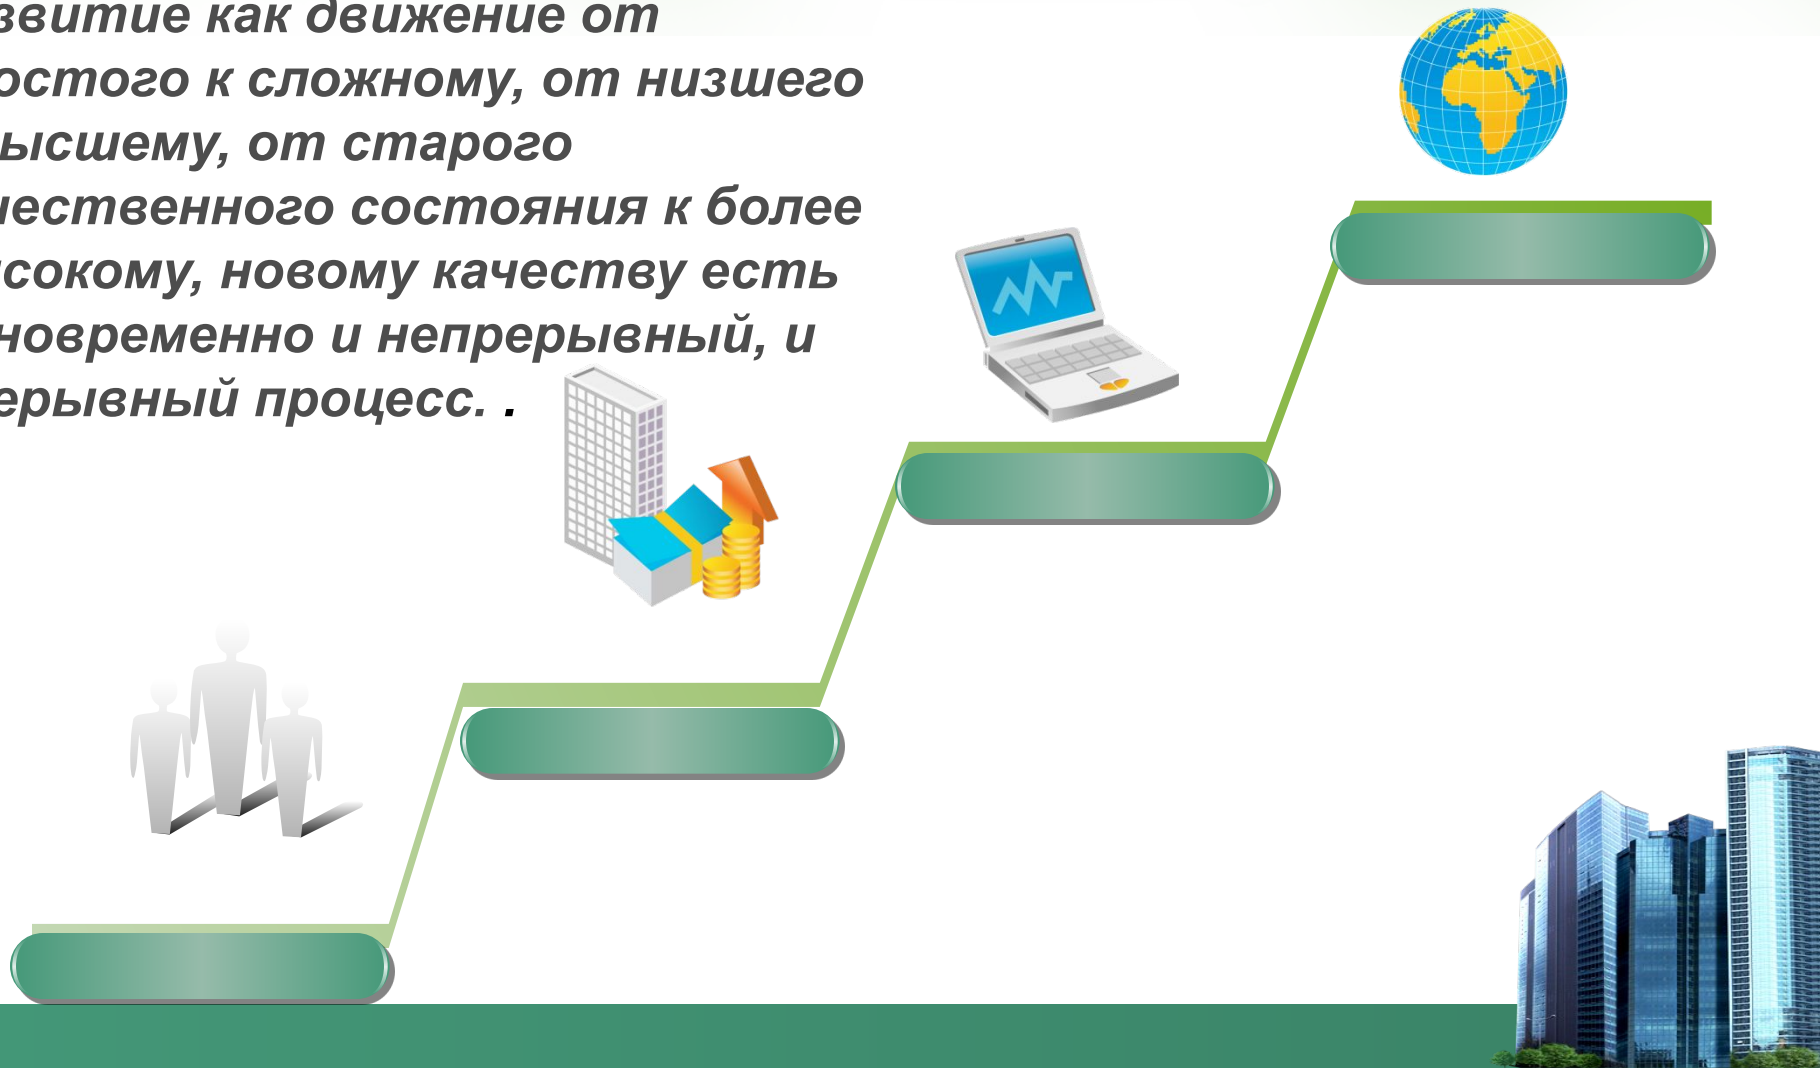 звитие как движение от
остого к сложному, от низшего
ысшему, от старого
чественного состояния к более
сокому, новому качеству есть
новременно и непрерывный, и
ерывный процесс. .